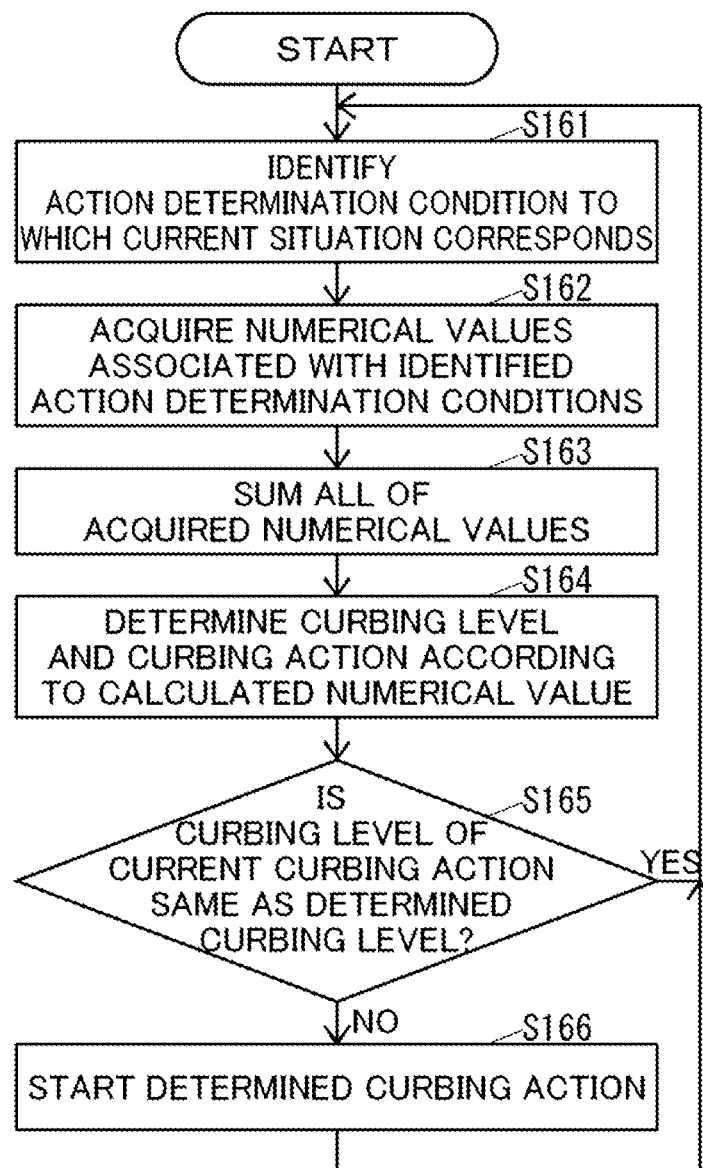 START
S161
IDENTIFY
ACTION DETERMINATION CONDITION TO
WHICH CURRENT SITUATION CORRESPONDS
S162
ACQUIRE NUMERICAL VALUES
ASSOCIATED WITH IDENTIFIED
ACTION DETERMINATION CONDITIONS
S163
SUM ALL OF
ACQUIRED NUMERICAL VALUES
S164
DETERMINE CURBING LEVEL
AND CURBING ACTION ACCORDING
TO CALCULATED NUMERICAL VALUE
S165
IS
CURBING LEVEL OF
CURRENT CURBING ACTION
SAME AS DETERMINED
CURBING LEVEL?
YES
NO
S166
START DETERMINED CURBING ACTION